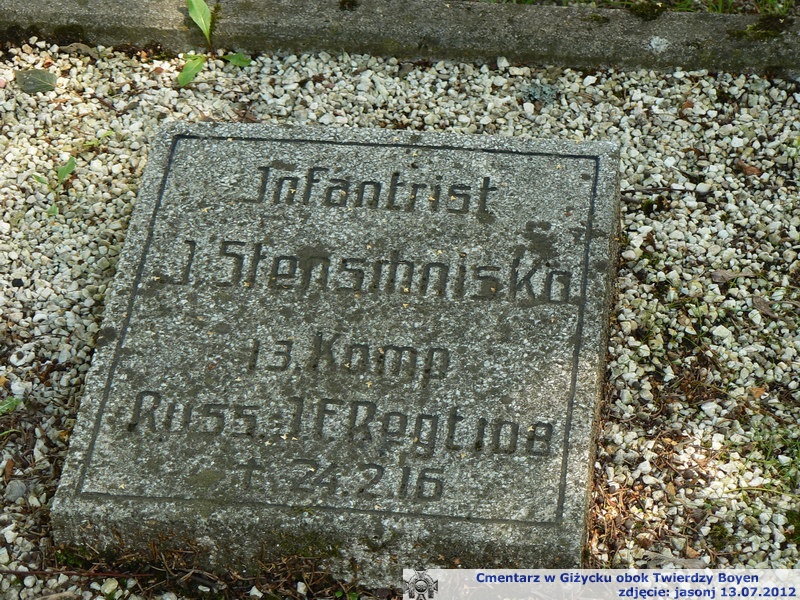 Infantrist
J. Stensmnisko
13. Komp
Russ. J F Regt 108
† 24.2.16
Cmentarz w Giżycku obok Twierdzy Boyen
zdjęcie: jasonj 13.07.2012